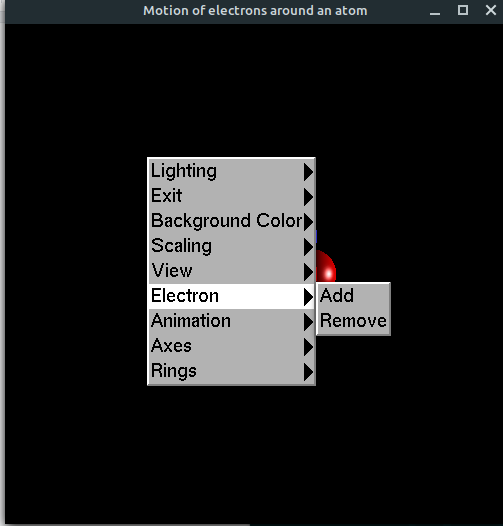 Motion of electrons around an atom
Lighting
Exit
Background Color
Scaling
View
Electron
Add
Animation
Remove
Axes
Rings